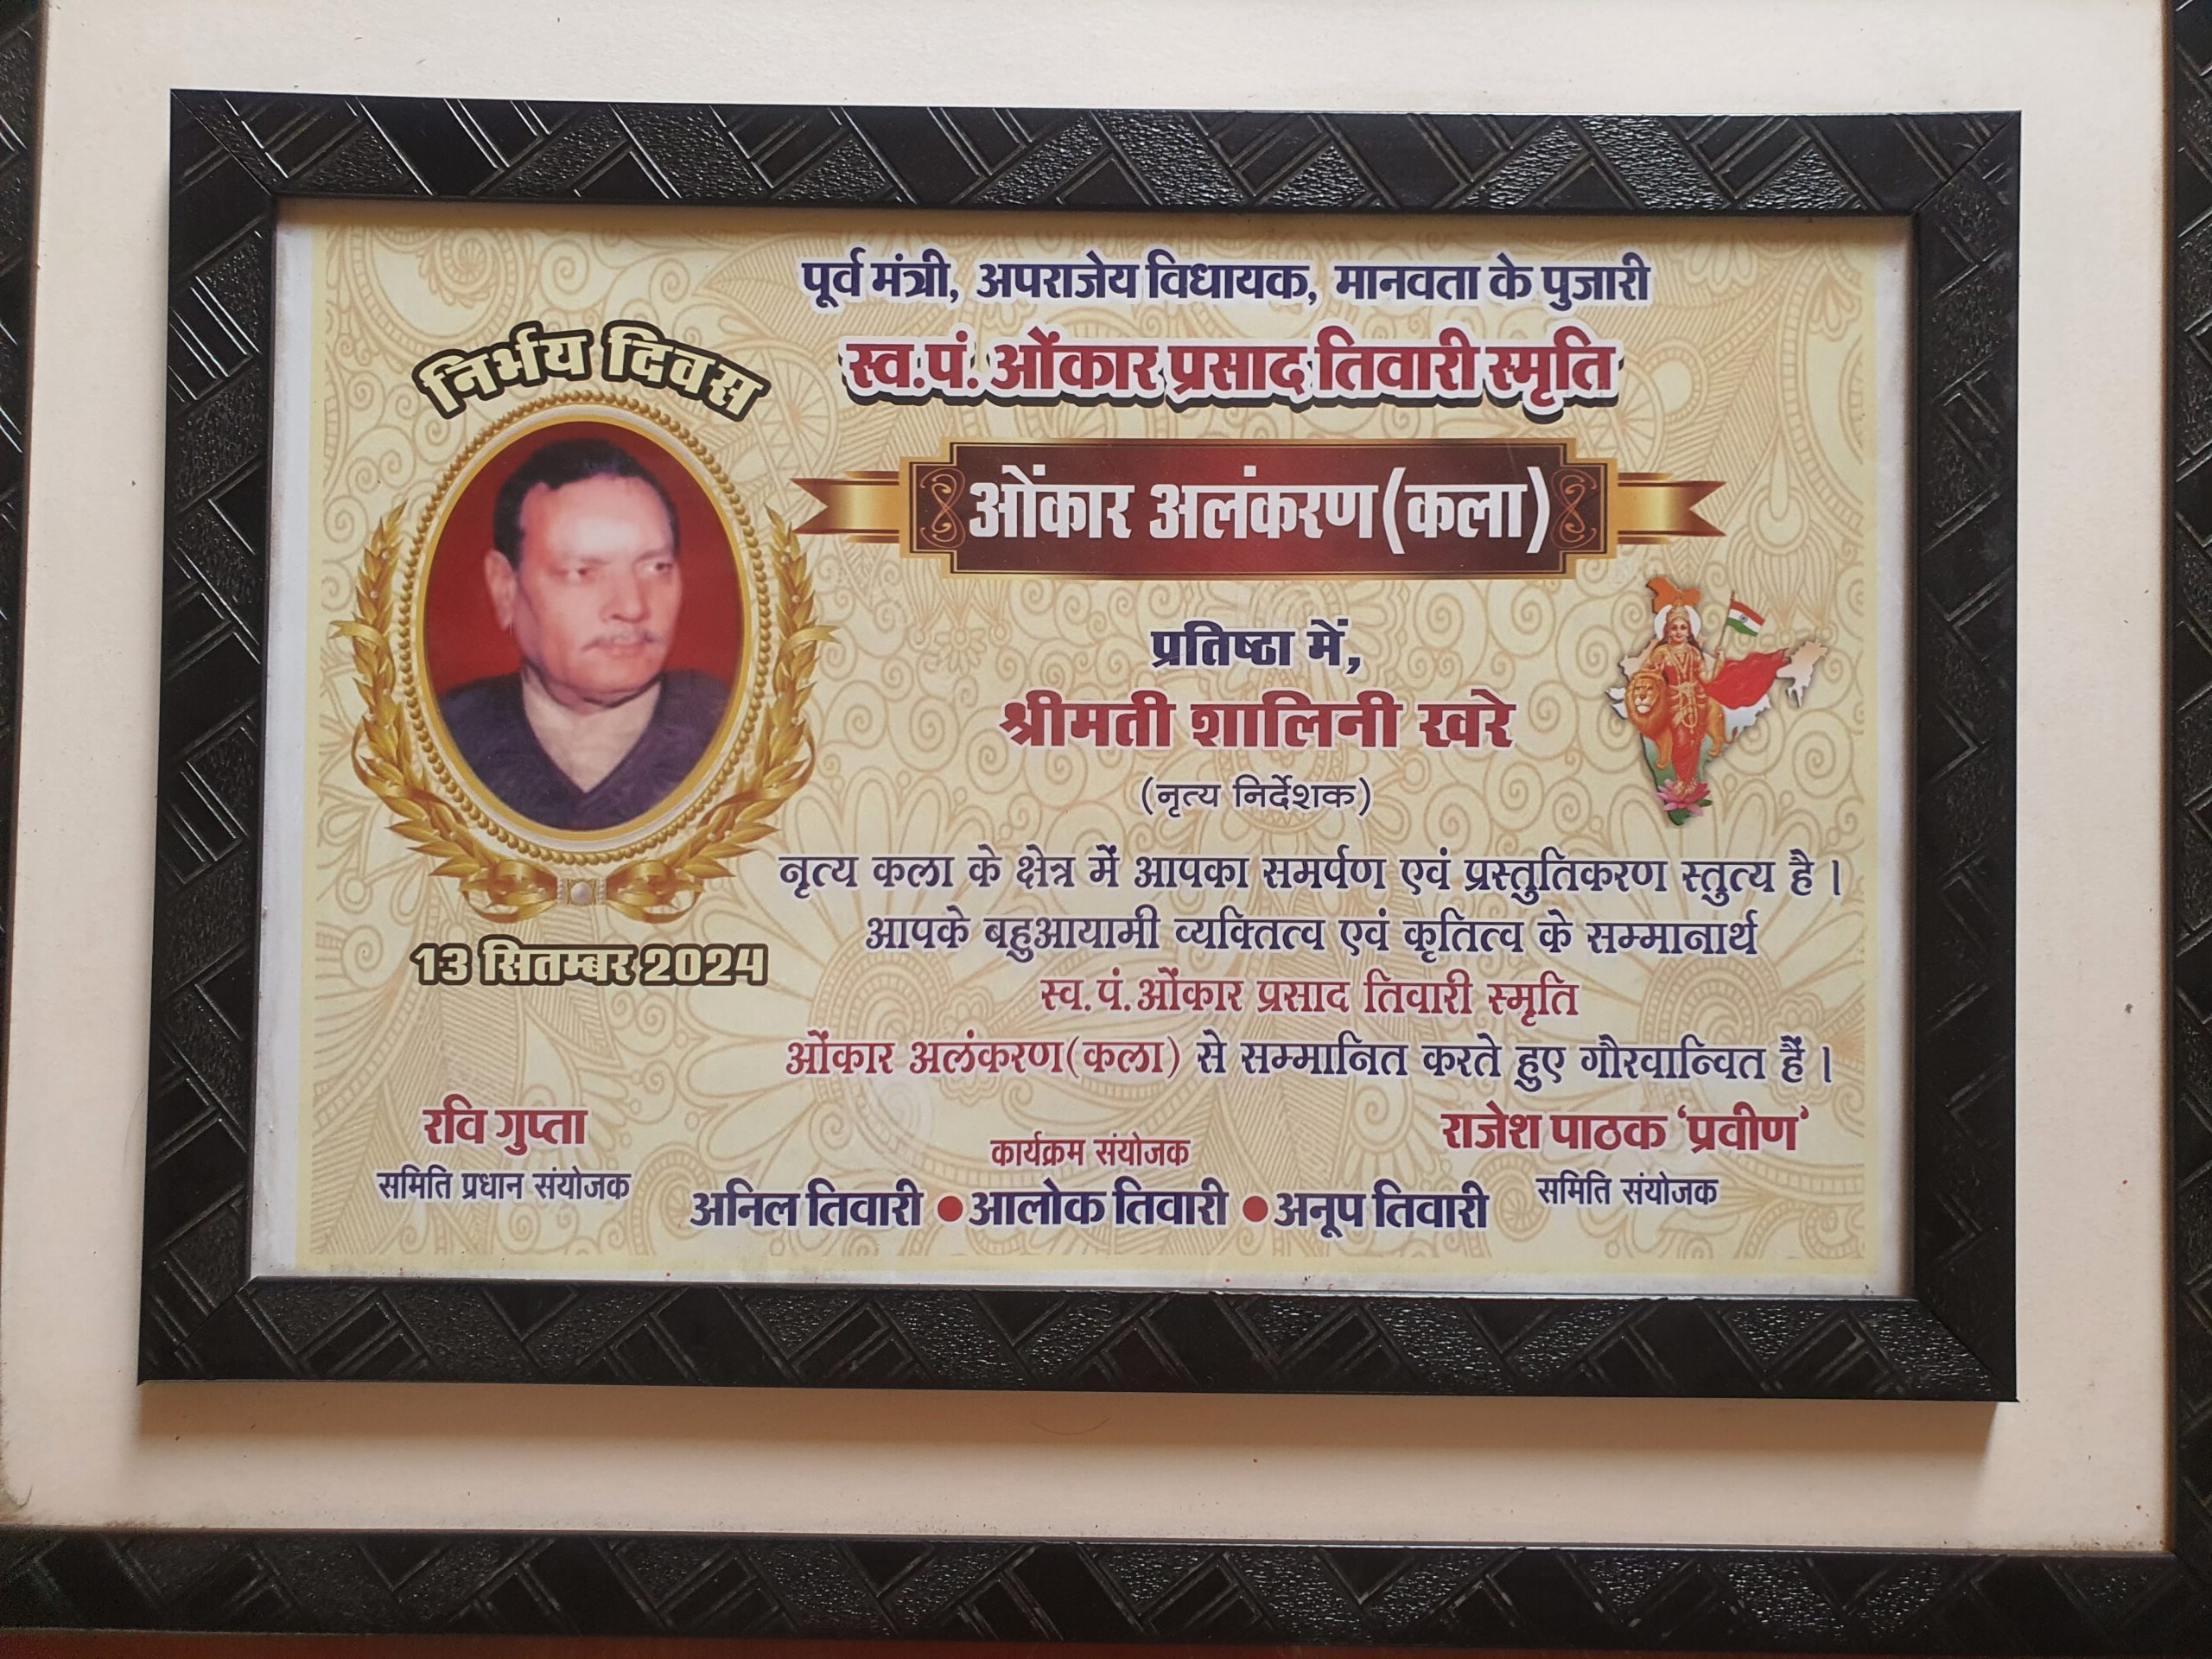 पूर्व मंत्री, अपराजेय विधायक, मानवता के पुजारी
स्व.पं. ओंकार प्रसाद तिवारी स्मृति
निर्भय दिवस
ओंकार अलंकरण(कला)
प्रतिष्ठा में,
श्रीमती शालिनी खरे
(नृत्य निर्देशक)
नृत्य कला के क्षेत्र में आपका समर्पण एवं प्रस्तुतिकरण स्तुत्य है।
आपके बहुआयामी व्यक्तित्व एवं कृतित्व के सम्मानार्थ
13 सितम्बर 2024
स्व.पं.ओंकार प्रसाद तिवारी स्मृति
ओंकार अलंकरण(कला) से सम्मानित करते हुए गौरवान्वित हैं।
रवि गुप्ता
समिति प्रधान संयोजक
कार्यक्रम संयोजक
अनिल तिवारी ● आलोक तिवारी ● अनूप तिवारी
राजेश पाठक ‘प्रवीण’
समिति संयोजक